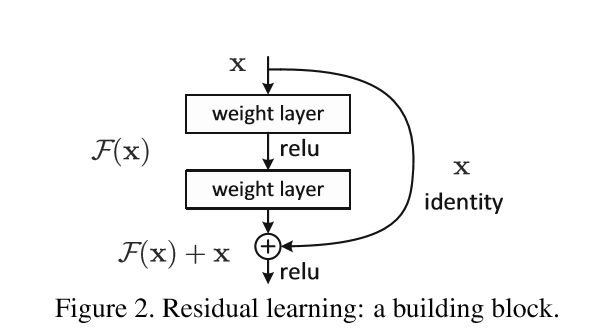 x
weight layer
relu
F(x)
weight layer
x
identity
F(x) + x
+
relu
Figure 2. Residual learning: a building block.